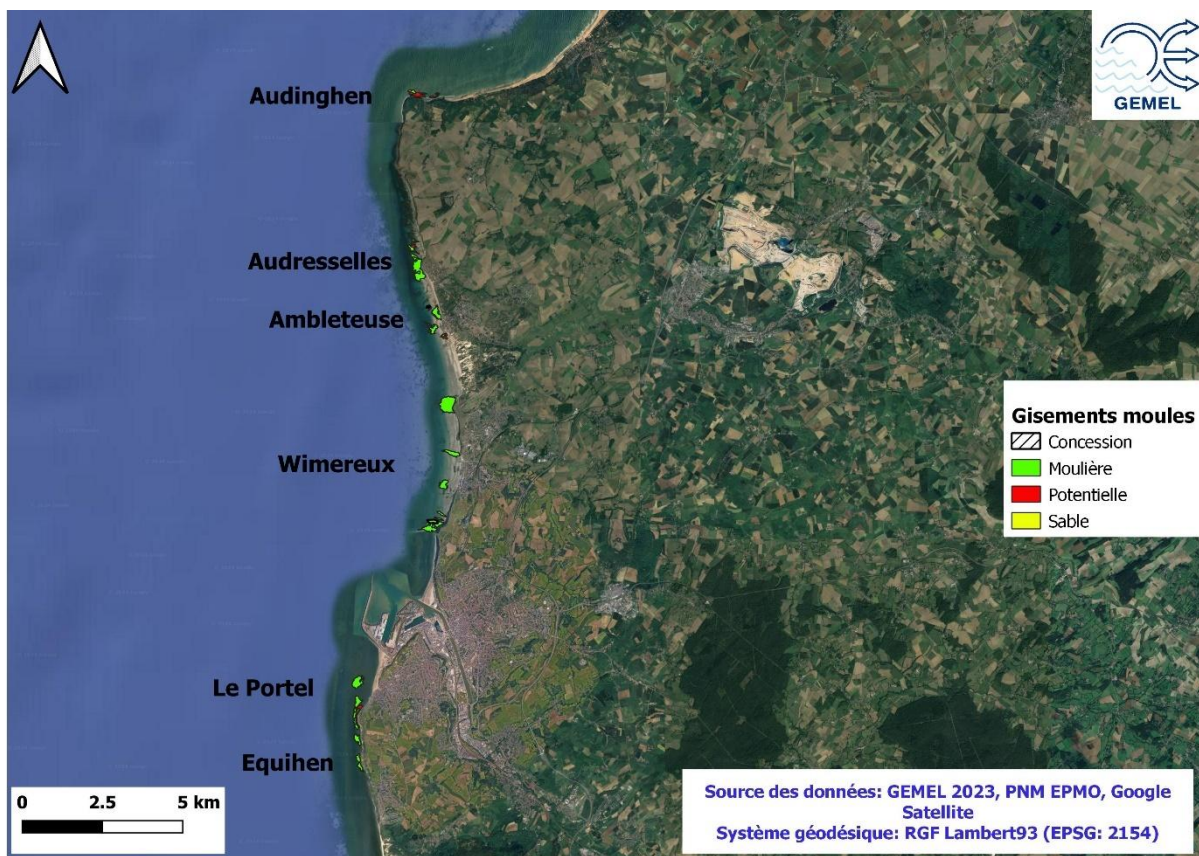 GEMEL
Audinghen
Audresselles
Ambleteuse
Wimereux
Le Portel
Equihen
Gisements moules
Concession
Moulière
Potentielle
Sable
0 2.5 5 km
Source des données: GEMEL 2023, PNM EPMO, Google
Satellite
Système géodésique: RGF Lambert93 (EPSG: 2154)